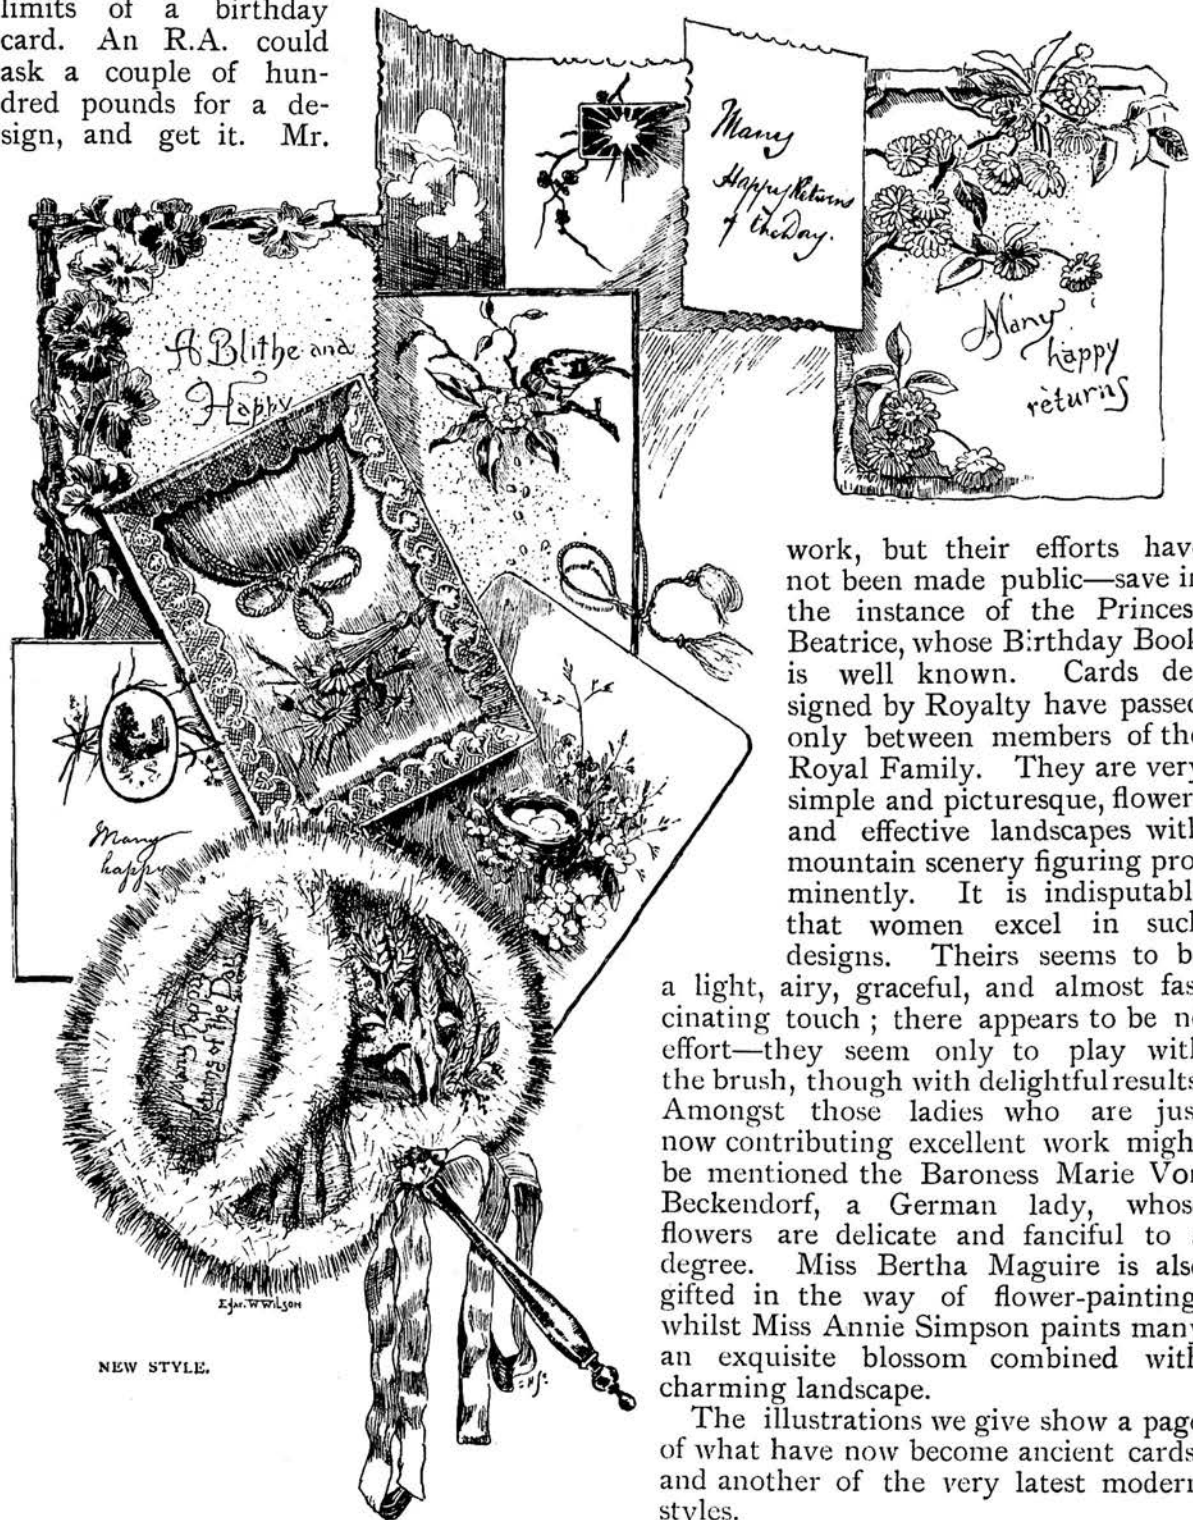 limits of a birthday
card. An R.A. could
ask a couple of hun-
dred pounds for a de-
sign, and get it. Mr.
Many
Happy Returns
of the Day.
Many
happy
returns
A Blithe and
Happy
Many
happy
Many Happy
Returns of the Day
Edgar. W. Wilson
NEW STYLE.
work, but their efforts hav
not been made public—save in
the instance of the Princes
Beatrice, whose Birthday Book
is well known. Cards de
signed by Royalty have passed
only between members of the
Royal Family. They are very
simple and picturesque, flower
and effective landscapes with
mountain scenery figuring pro
minently. It is indisputabl
that women excel in such
designs. Theirs seems to b
a light, airy, graceful, and almost fas
cinating touch ; there appears to be n
effort—they seem only to play with
the brush, though with delightful results
Amongst those ladies who are jus
now contributing excellent work migh
be mentioned the Baroness Marie Von
Beckendorf, a German lady, whos
flowers are delicate and fanciful to
degree. Miss Bertha Maguire is als
gifted in the way of flower-painting
whilst Miss Annie Simpson paints many
an exquisite blossom combined with
charming landscape.
The illustrations we give show a page
of what have now become ancient cards
and another of the very latest modern
styles.